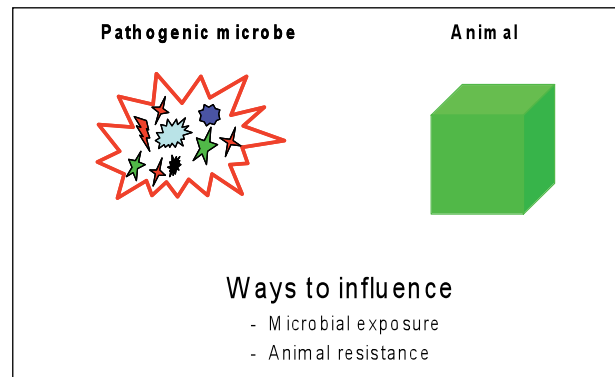 Pathogenic microbe
Animal
Ways to influence
- Microbial exposure
- Animal resistance